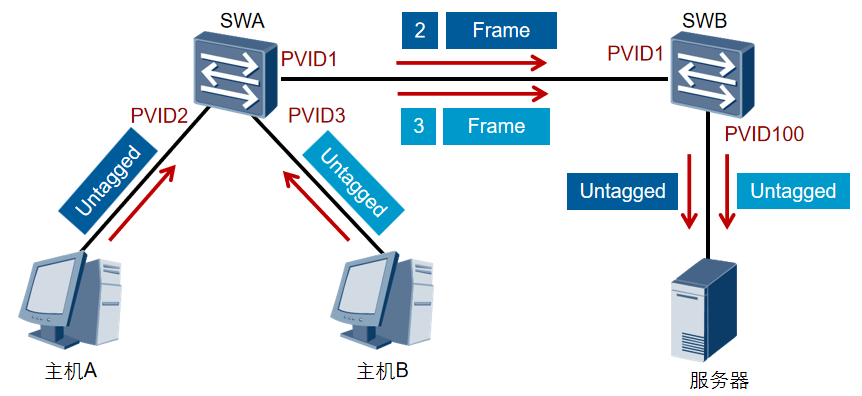 SWA
2 Frame
SWB
PVID1
PVID1
PVID2
PVID3
3 Frame
PVID100
Untagged
Untagged
Untagged
Untagged
主机A
主机B
服务器